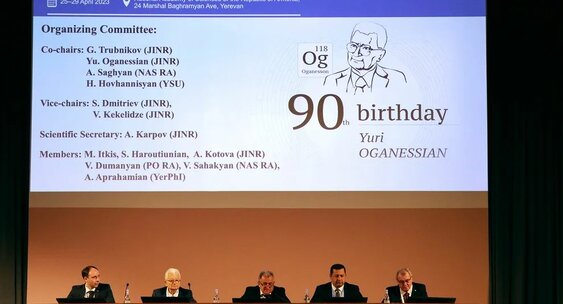 25–29 April 2023
24 Marshal Baghramyan Ave, Yerevan
Organizing Committee:
Co-chairs: G. Trubnikov (JINR)
Yu. Oganessian (JINR)
A. Saghyan (NAS RA)
H. Hovhannisyan (YSU)
Vice-chairs: S. Dmitriev (JINR),
V. Kekelidze (JINR)
Scientific Secretary: A. Karpov (JINR)
Members: M. Itkis, S. Haroutiunian, A. Kotova (JINR)
V. Dumanyan (PO RA), V. Sahakyan (NAS RA),
A. Aprahamian (YerPhI)
118
Og
Oganesson
90th birthday
Yuri
OGANESSIAN